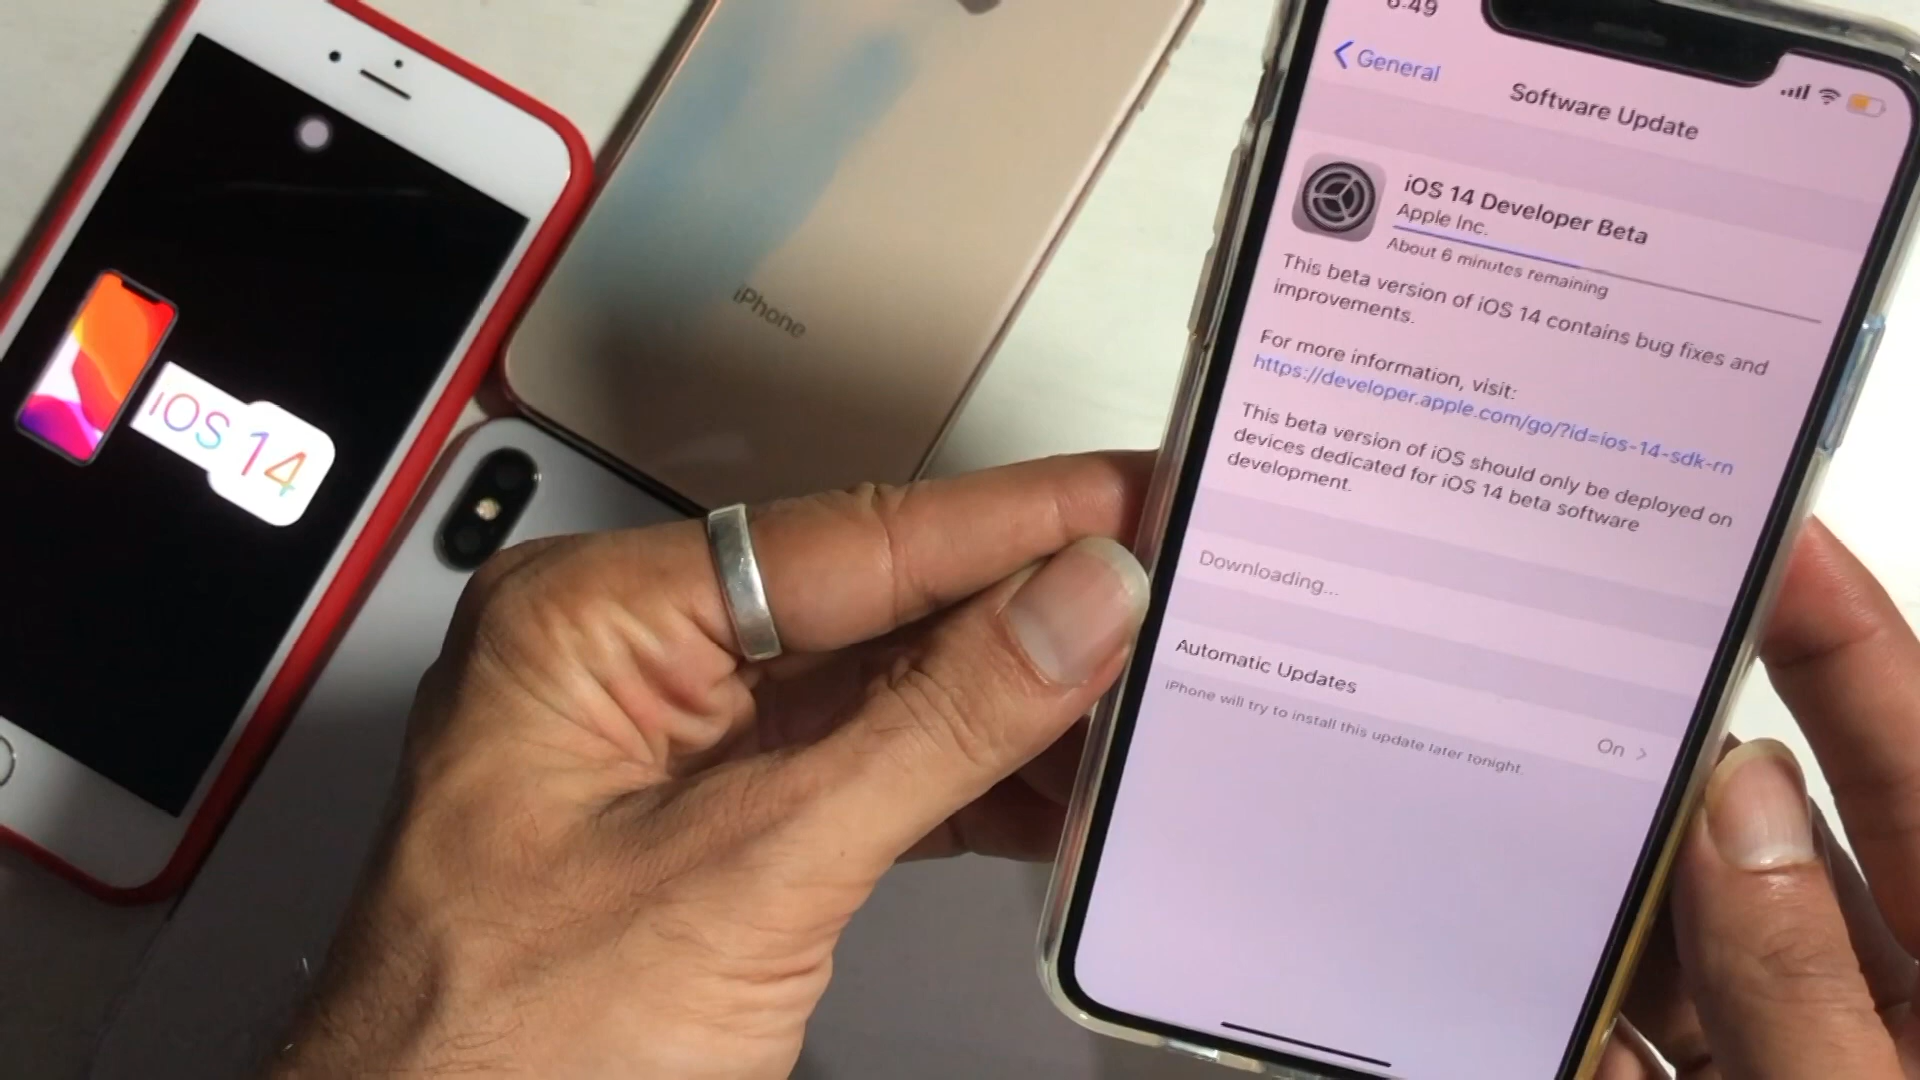 iOS 14
iPhone
6:49
General
Software Update
iOS 14 Developer Beta
Apple Inc.
About 6 minutes remaining
This beta version of iOS 14 contains bug fixes and
improvements.
For more information, visit:
https://developer.apple.com/go/?id=ios-14-sdk-rn
This beta version of iOS should only be deployed on
devices dedicated for iOS 14 beta software
development.
Downloading...
Automatic Updates
On
iPhone will try to install this update later tonight.